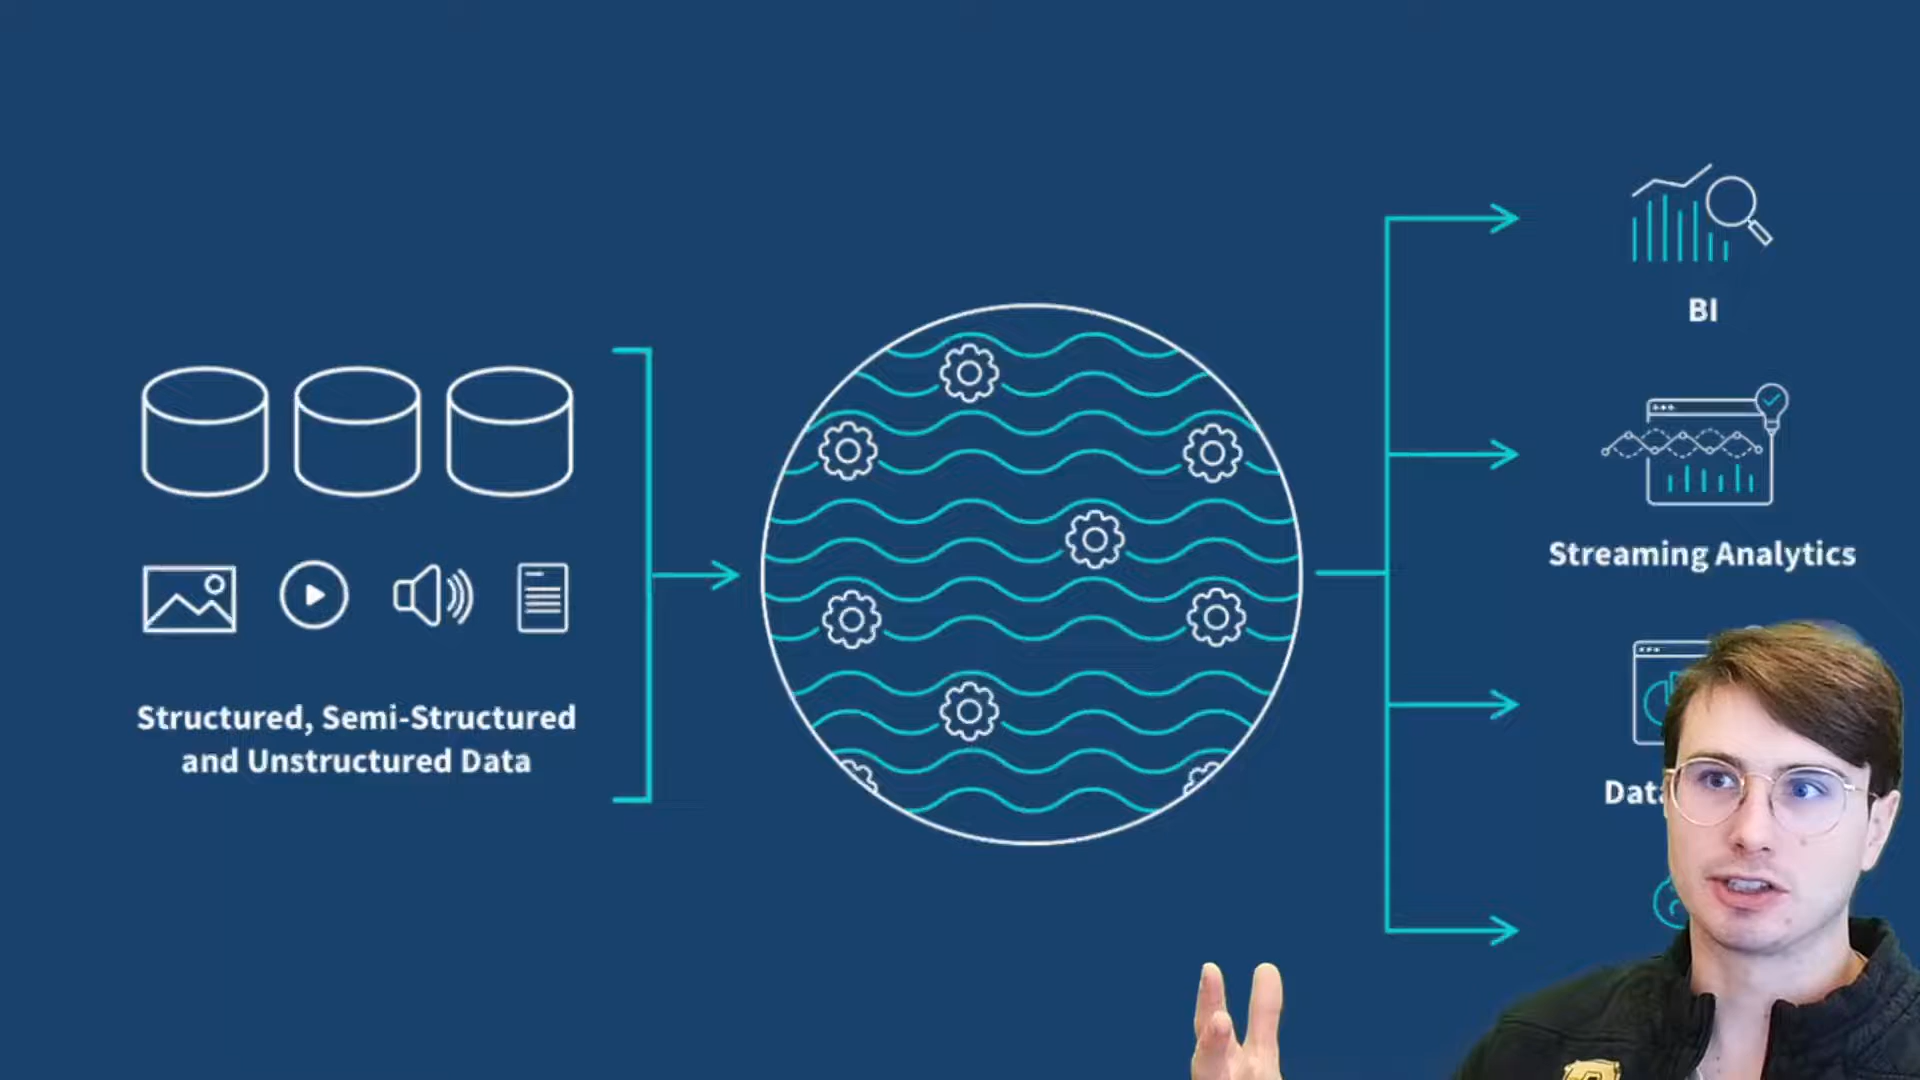 BI
Streaming Analytics
Structured, Semi-Structured
and Unstructured Data